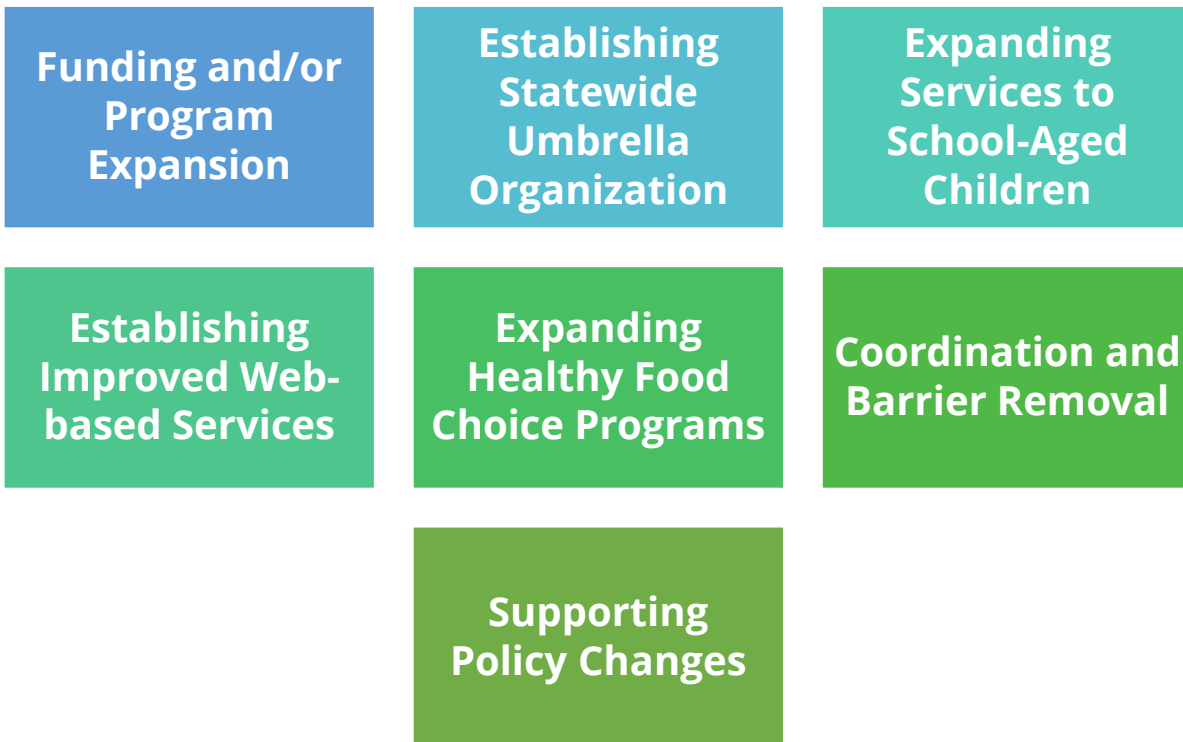 Funding and/or
Program
Expansion
Establishing
Statewide
Umbrella
Organization
Expanding
Services to
School-Aged
Children
Establishing
Improved Web-
based Services
Expanding
Healthy Food
Choice Programs
Coordination and
Barrier Removal
Supporting
Policy Changes